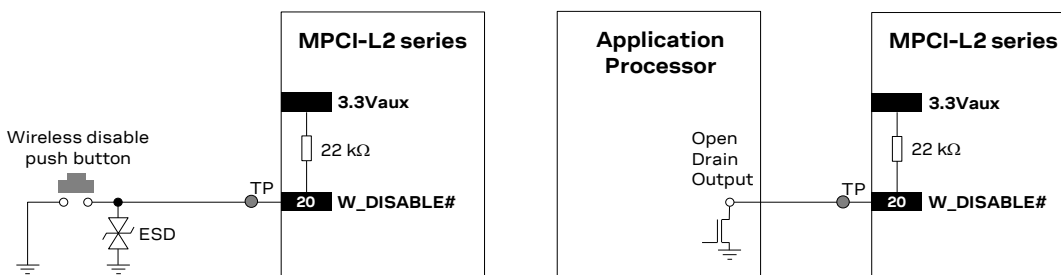 MPCI-L2 series
3.3Vaux
Wireless disable
push button
22 kΩ
TP
20 W_DISABLE#
ESD
Application
Processor
Open
Drain
Output
MPCI-L2 series
3.3Vaux
22 kΩ
TP
20 W_DISABLE#